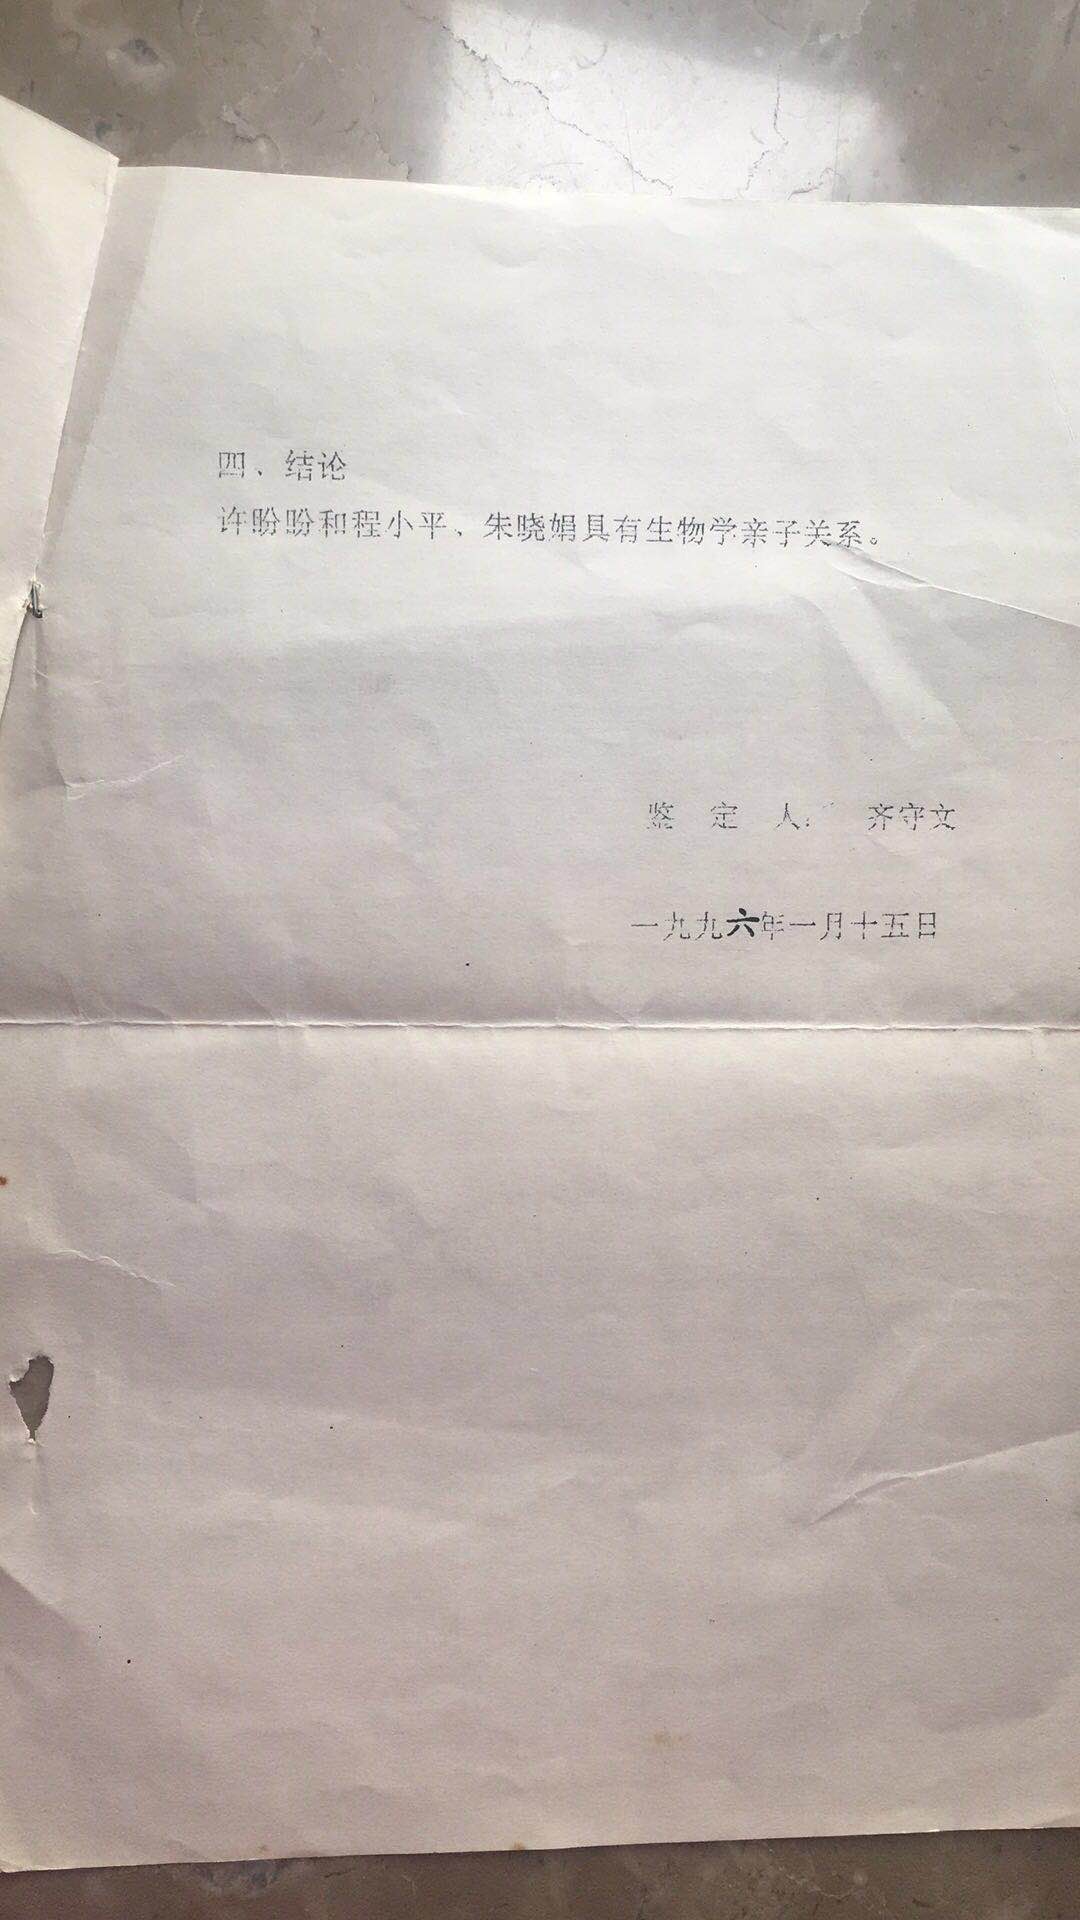 四、结论
许盼盼和程小平、朱晓娟具有生物学亲子关系。
鉴 定 人： 齐守文
一九九六年一月十五日